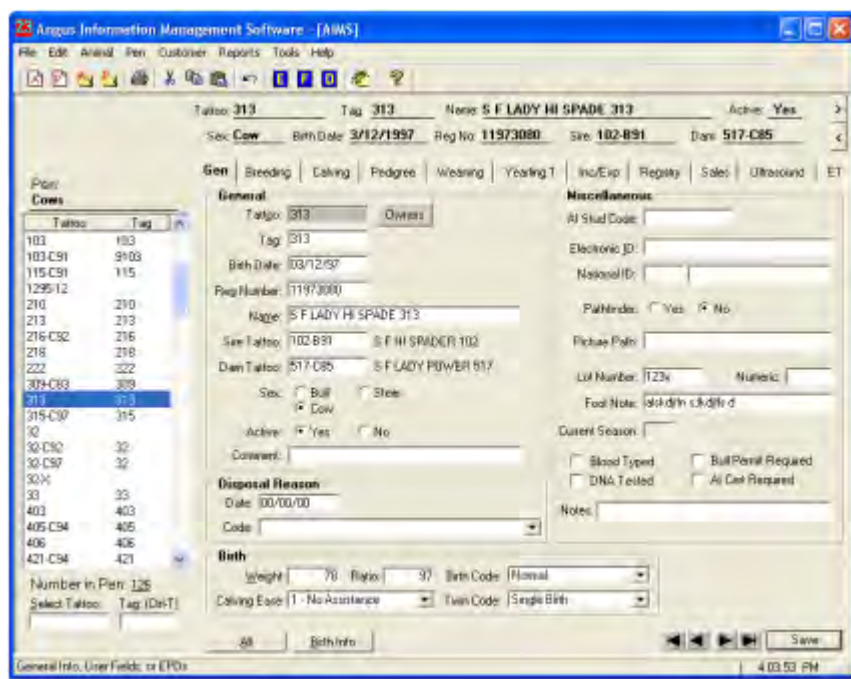 Angus Information Management Software - [AIMS]
File Edit Animal Pen Customer Reports Tools Help
E F O
Tattoo: 313 Tag: 313 Name: S F LADY HI SPADE 313 Active: Yes >
Sex: Cow Birth Date: 3/12/1997 Reg No: 11973080 Sire: 102-B91 Dam: 517-C85 <
Gen Breeding Calving Pedigree Weaning Yearling 1 Inc/Exp Registry Sales Ultrasound ET
Pen:
Cows
Tattoo Tag
103 103
103-C91 9103
115-C91 115
1295-12
210 210
213 213
216-C92 216
218 218
222 222
309-C83 309
313 313
315-C97 315
32
32-C92 32
32-C97 32
32-X
33 33
403 403
405-C94 405
406 406
421-C94 421
Number in Pen: 126
Select Tattoo: Tag: (Ctrl-T)
General
Tattoo: 313 Owners
Tag: 313
Birth Date: 03/12/97
Reg Number: 11973080
Name: S F LADY HI SPADE 313
Sire Tattoo: 102-B91 S F HI SPADER 102
Dam Tattoo: 517-C85 S F LADY POWER 517
Sex: Bull Steer
Cow
Active: Yes No
Comment:
Disposal Reason
Date: 00/00/00
Code:
Miscellaneous
AI Stud Code:
Electronic ID:
National ID:
Pathfinder: Yes No
Picture Path:
Lot Number: 123x Numeric:
Foot Note:
Current Season:
Blood Typed Bull Permit Required
DNA Tested AI Cert Required
Notes:
Birth
Weight: 78 Ratio: 97 Birth Code: Normal
Calving Ease: 1 - No Assistance Twin Code: Single Birth
All Birth Info Save
General Info, User Fields, or EPDs 4:03:53 PM